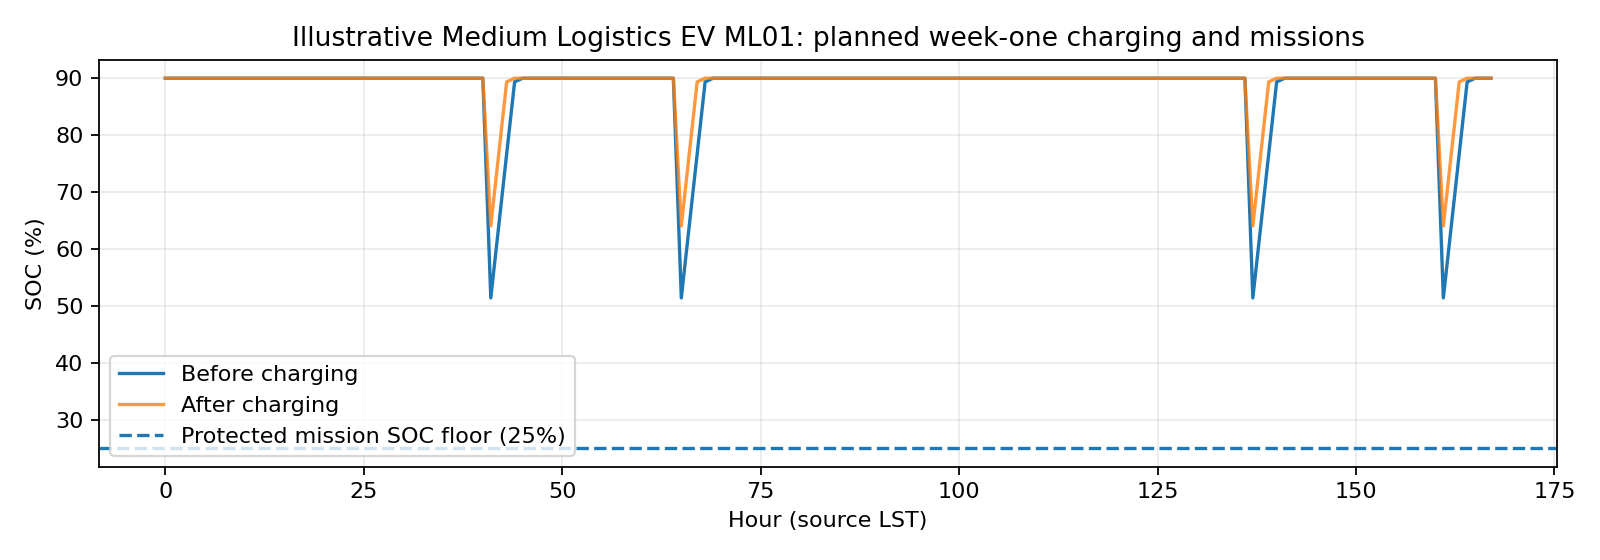 Illustrative Medium Logistics EV ML01: planned week-one charging and missions
SOC (%)
90
80
70
60
50
40
30
Before charging
After charging
Protected mission SOC floor (25%)
0 25 50 75 100 125 150 175
Hour (source LST)